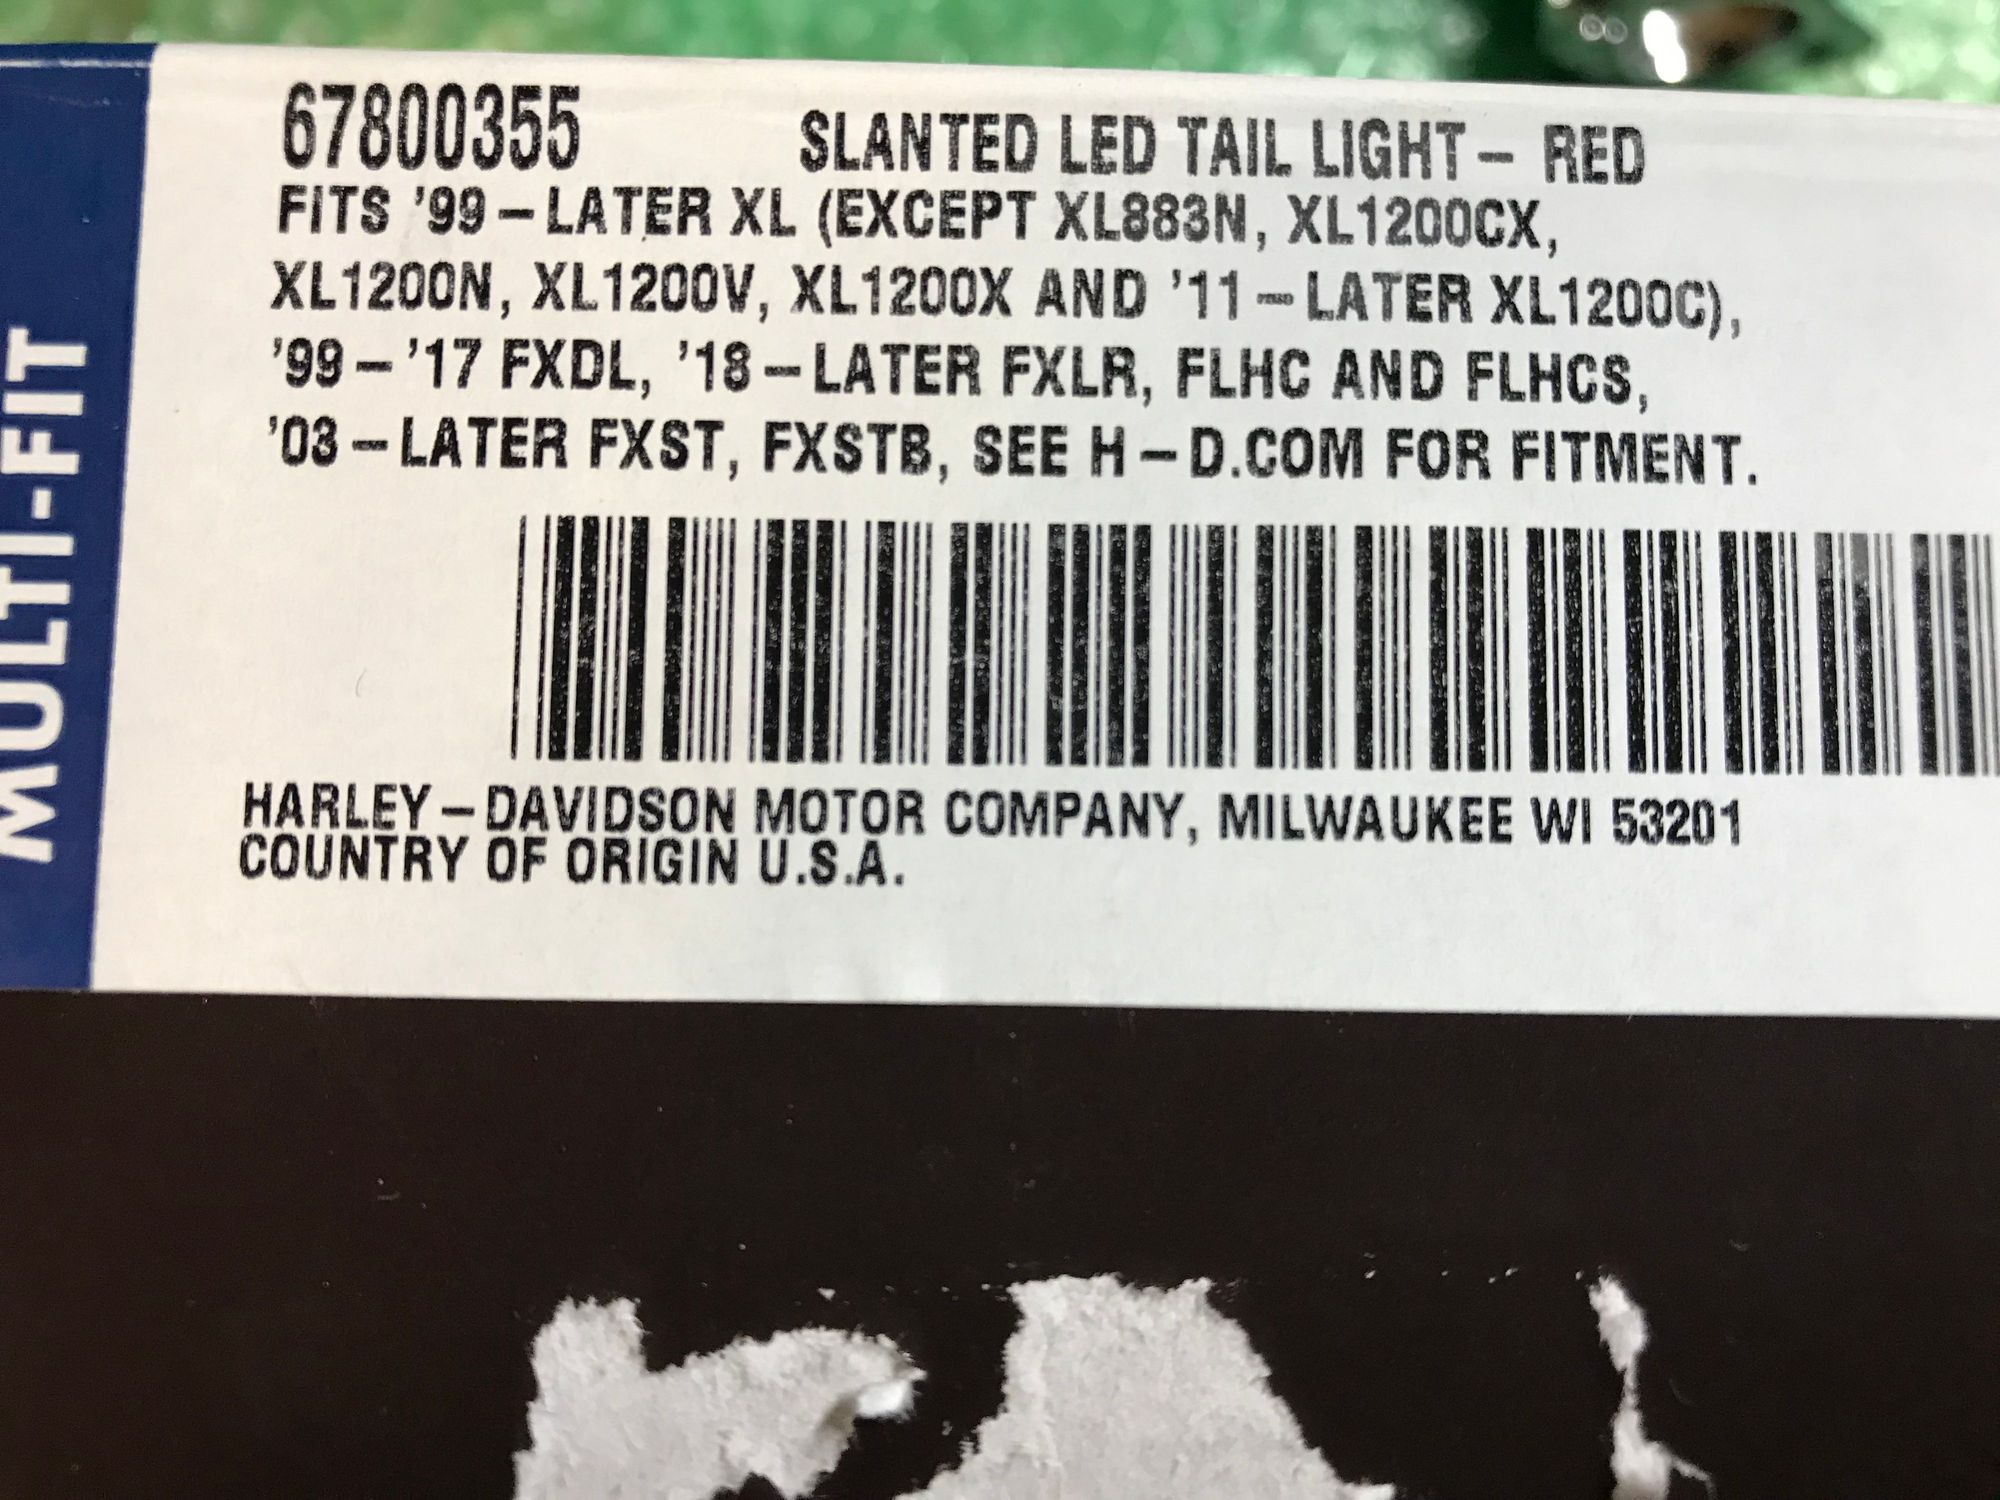 67800355 SLANTED LED TAIL LIGHT – RED
FITS '99 – LATER XL (EXCEPT XL883N, XL1200CX,
XL1200N, XL1200V, XL1200X AND '11 – LATER XL1200C),
'99 – '17 FXDL, '18 – LATER FXLR, FLHC AND FLHCS,
'03 – LATER FXST, FXSTB, SEE H – D.COM FOR FITMENT.
HARLEY – DAVIDSON MOTOR COMPANY, MILWAUKEE WI 53201
COUNTRY OF ORIGIN U.S.A.
MULTI-FIT